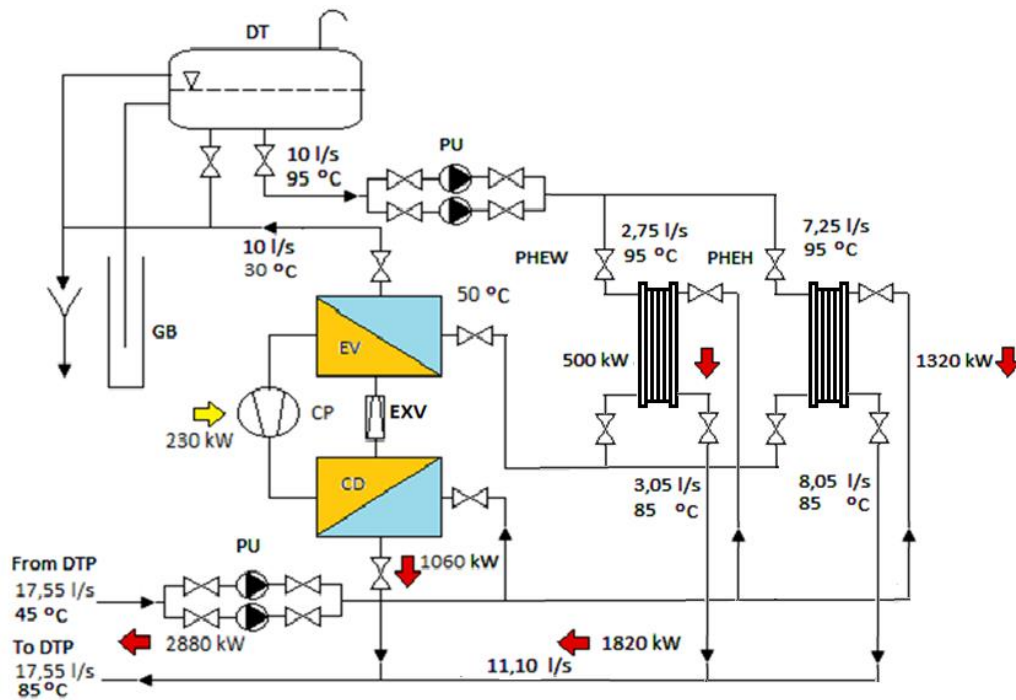 DT
PU
10 l/s
95 °C
2,75 l/s
95 °C
7,25 l/s
95 °C
10 l/s
30 °C
PHEW
PHEH
50 °C
GB
EV
500 kW
1320 kW
CP
EXV
230 kW
CD
3,05 l/s
85 °C
8,05 l/s
85 °C
PU
1060 kW
From DTP
17,55 l/s
45 °C
2880 kW
1820 kW
To DTP
17,55 l/s
85 °C
11,10 l/s